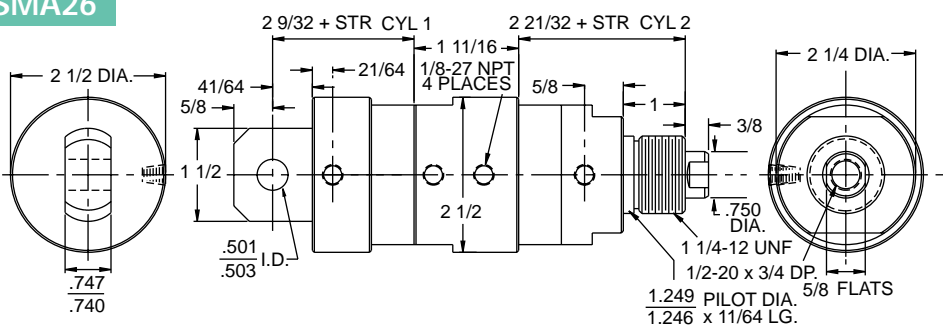 SMA26
2 9/32 + STR CYL 1
2 21/32 + STR CYL 2
1 11/16
2 1/2 DIA.
2 1/4 DIA.
41/64
21/64
1/8-27 NPT
4 PLACES
5/8
5/8
1
3/8
1 1/2
2 1/2
.501
.503 I.D.
.750
DIA.
1 1/4-12 UNF
1/2-20 x 3/4 DP.
5/8 FLATS
.747
.740
1.249
1.246
PILOT DIA.
x 11/64 LG.